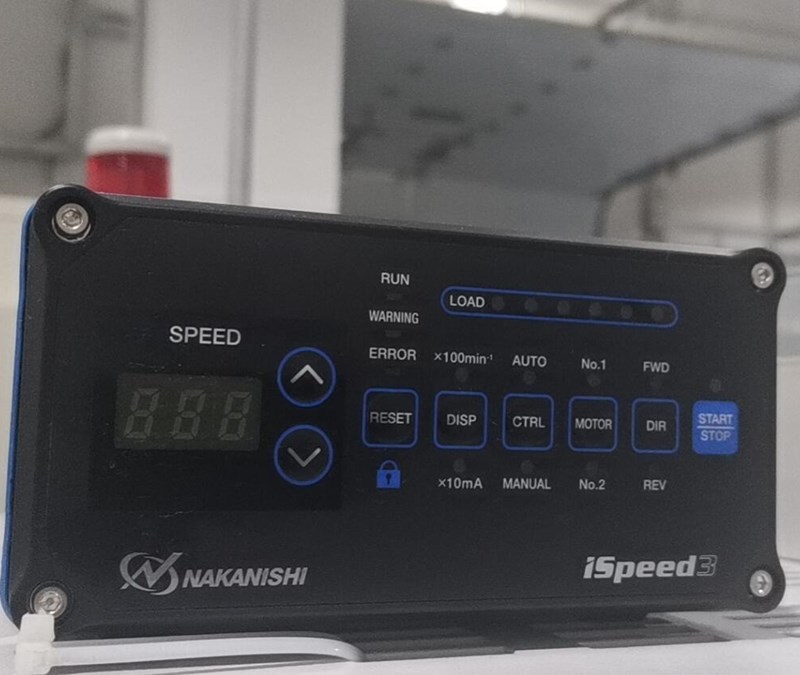 RUN
LOAD
WARNING
SPEED
ERROR
×100min⁻¹
AUTO
No.1
FWD
RESET
DISP
CTRL
MOTOR
DIR
START
STOP
×10mA
MANUAL
No.2
REV
NAKANISHI
iSpeed3